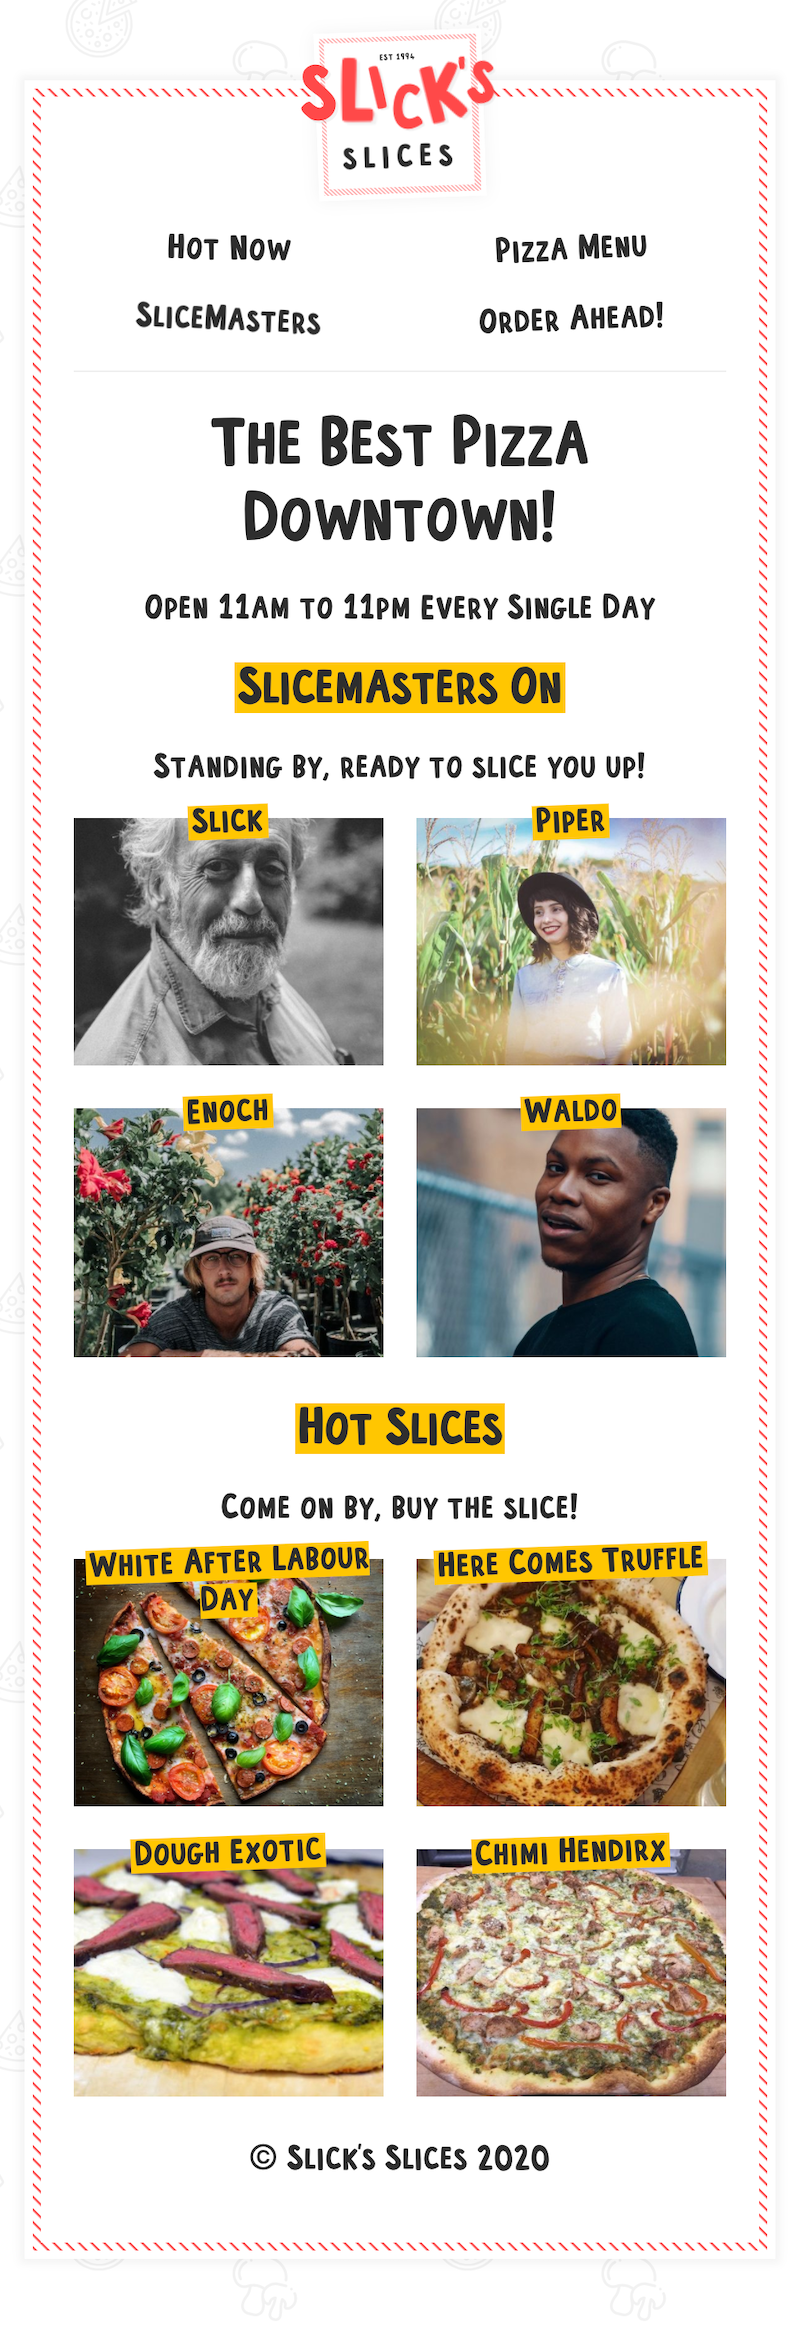 EST 1994
SLICK'S
SLICES
Hot Now
Pizza Menu
SliceMasters
Order Ahead!
The Best Pizza
Downtown!
Open 11am to 11pm Every Single Day
Slicemasters On
Standing by, ready to slice you up!
Slick
Piper
Enoch
Waldo
Hot Slices
Come on by, buy the slice!
White After Labour
Day
Here Comes Truffle
Dough Exotic
Chimi Hendirx
© Slick's Slices 2020